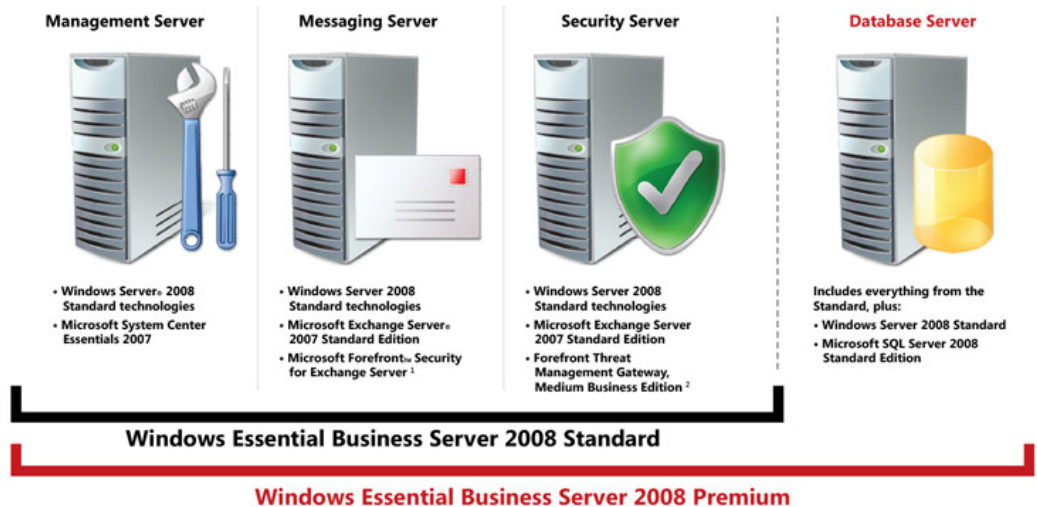 Management Server
Messaging Server
Security Server
Database Server
• Windows Server® 2008
Standard technologies
• Microsoft System Center
Essentials 2007
• Windows Server 2008
Standard technologies
• Microsoft Exchange Server®
2007 Standard Edition
• Microsoft Forefront™ Security
for Exchange Server ¹
• Windows Server 2008
Standard technologies
• Microsoft Exchange Server
2007 Standard Edition
• Forefront Threat
Management Gateway,
Medium Business Edition ²
Includes everything from the
Standard, plus:
• Windows Server 2008 Standard
• Microsoft SQL Server 2008
Standard Edition
Windows Essential Business Server 2008 Standard
Windows Essential Business Server 2008 Premium